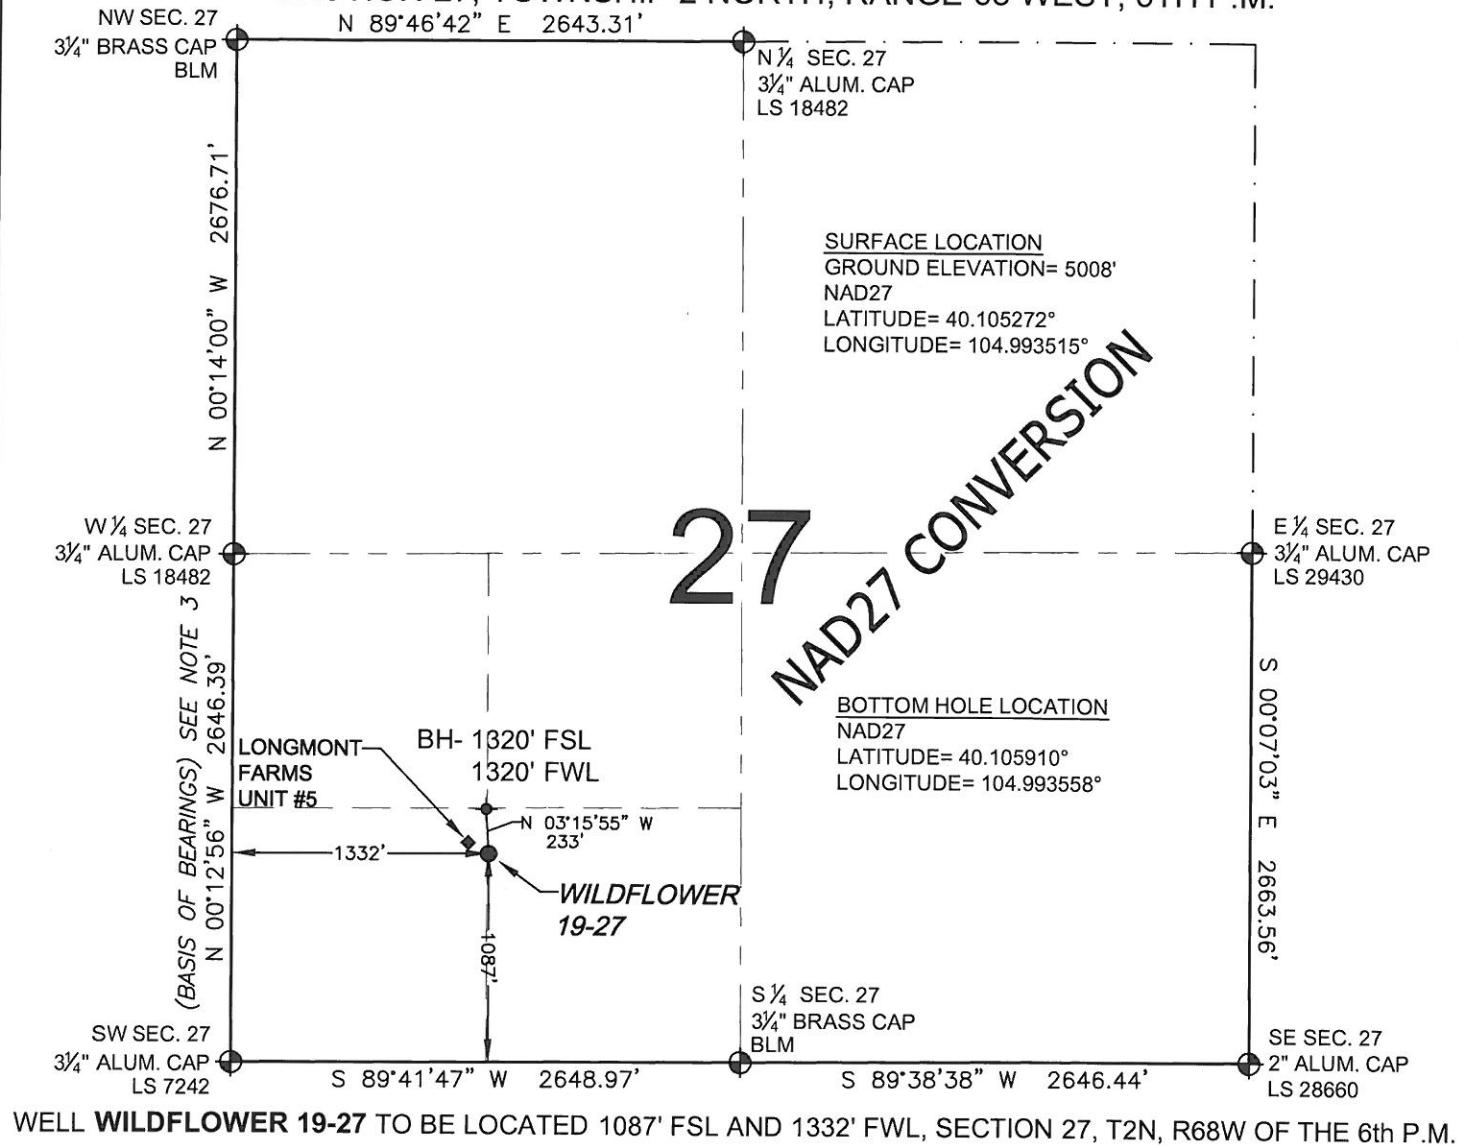 27, TOWNSHIP 2 NORTH, RANGE 68 WEST, 6TH P.M.
NW SEC. 27
3¼" BRASS CAP
BLM
N 89°46'42" E 2643.31'
N ¼ SEC. 27
3¼" ALUM. CAP
LS 18482
N 00°14'00" W 2676.71'
SURFACE LOCATION
GROUND ELEVATION= 5008'
NAD27
LATITUDE= 40.105272°
LONGITUDE= 104.993515°
NAD27 CONVERSION
27
W ¼ SEC. 27
3¼" ALUM. CAP
LS 18482
E ¼ SEC. 27
3¼" ALUM. CAP
LS 29430
(BASIS OF BEARINGS) SEE NOTE 3
N 00°12'56" W 2646.39'
LONGMONT
FARMS
UNIT #5
BH- 1320' FSL
1320' FWL
N 03°15'55" W
233'
1332'
WILDFLOWER
19-27
1087'
BOTTOM HOLE LOCATION
NAD27
LATITUDE= 40.105910°
LONGITUDE= 104.993558°
S 00°07'03" E 2663.56'
SW SEC. 27
3¼" ALUM. CAP
LS 7242
S ¼ SEC. 27
3¼" BRASS CAP
BLM
SE SEC. 27
2" ALUM. CAP
LS 28660
S 89°41'47" W 2648.97'
S 89°38'38" W 2646.44'
WELL WILDFLOWER 19-27 TO BE LOCATED 1087' FSL AND 1332' FWL, SECTION 27, T2N, R68W OF THE 6th P.M.